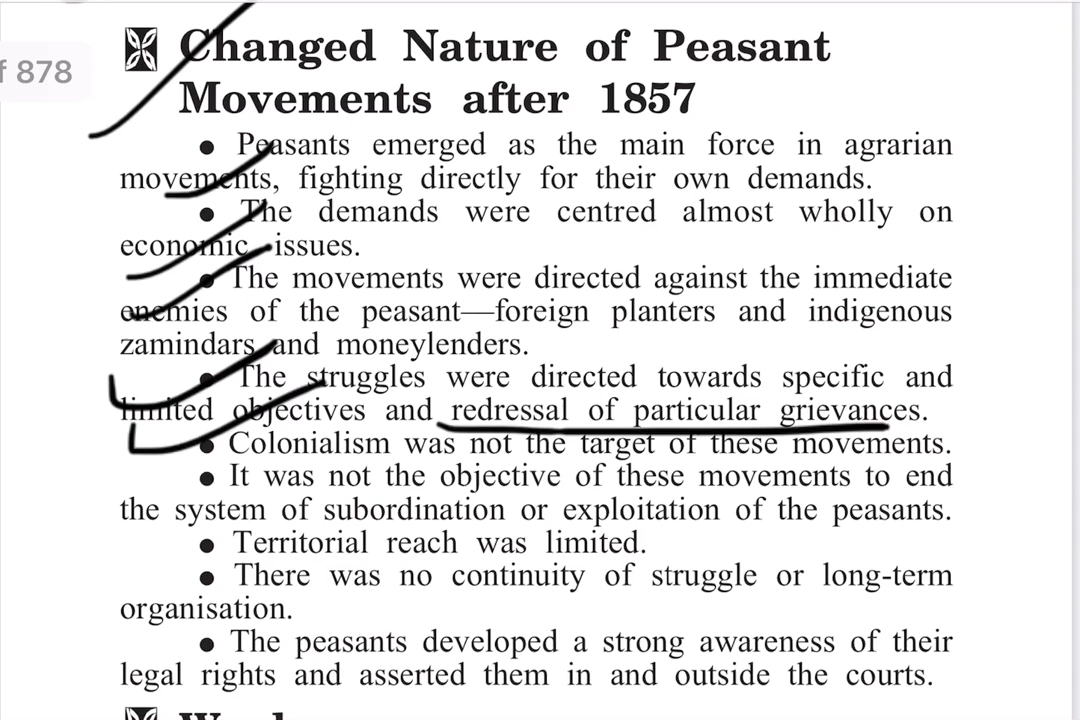 f 878
Changed Nature of Peasant
Movements after 1857
• Peasants emerged as the main force in agrarian
movements, fighting directly for their own demands.
• The demands were centred almost wholly on
economic issues.
• The movements were directed against the immediate
enemies of the peasant—foreign planters and indigenous
zamindars and moneylenders.
• The struggles were directed towards specific and
limited objectives and redressal of particular grievances.
• Colonialism was not the target of these movements.
• It was not the objective of these movements to end
the system of subordination or exploitation of the peasants.
• Territorial reach was limited.
• There was no continuity of struggle or long-term
organisation.
• The peasants developed a strong awareness of their
legal rights and asserted them in and outside the courts.